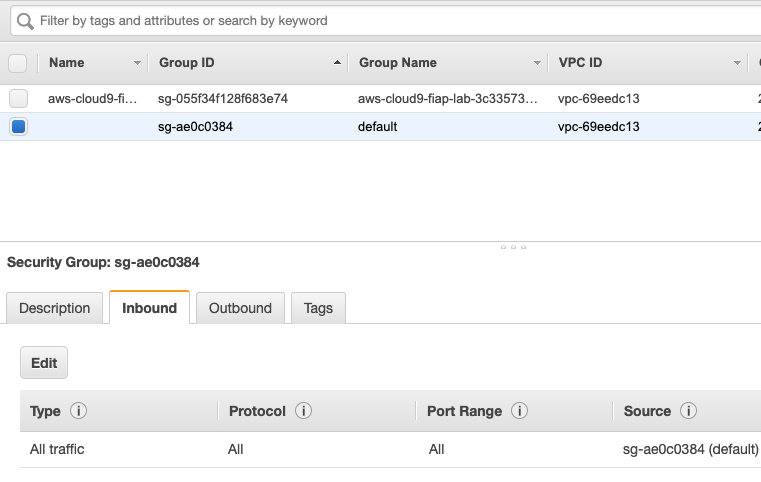 Filter by tags and attributes or search by keyword
Name Group ID Group Name VPC ID
aws-cloud9-fi... sg-055f34f128f683e74 aws-cloud9-fiap-lab-3c33573... vpc-69eedc13
sg-ae0c0384 default vpc-69eedc13
Security Group: sg-ae0c0384
Description Inbound Outbound Tags
Edit
Type Protocol Port Range Source
All traffic All All sg-ae0c0384 (default)